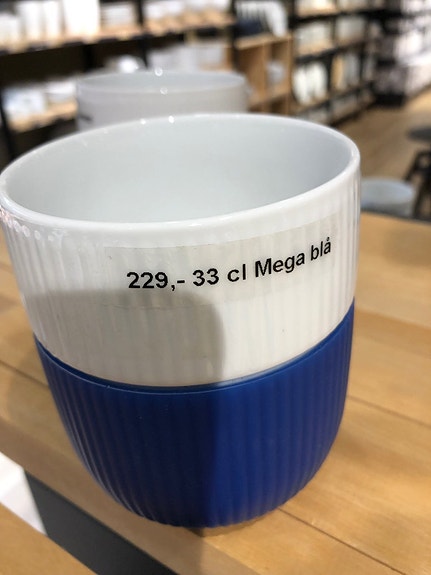 229,- 33 cl Mega blå